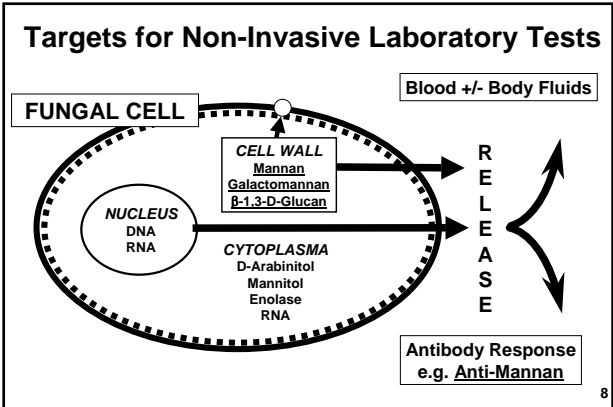 Targets for Non-Invasive Laboratory Tests
Blood +/- Body Fluids
FUNGAL CELL
CELL WALL
Mannan
Galactomannan
β-1,3-D-Glucan
NUCLEUS
DNA
RNA
CYTOPLASMA
D-Arabinitol
Mannitol
Enolase
RNA
R
E
L
E
A
S
E
Antibody Response
e.g. Anti-Mannan
8